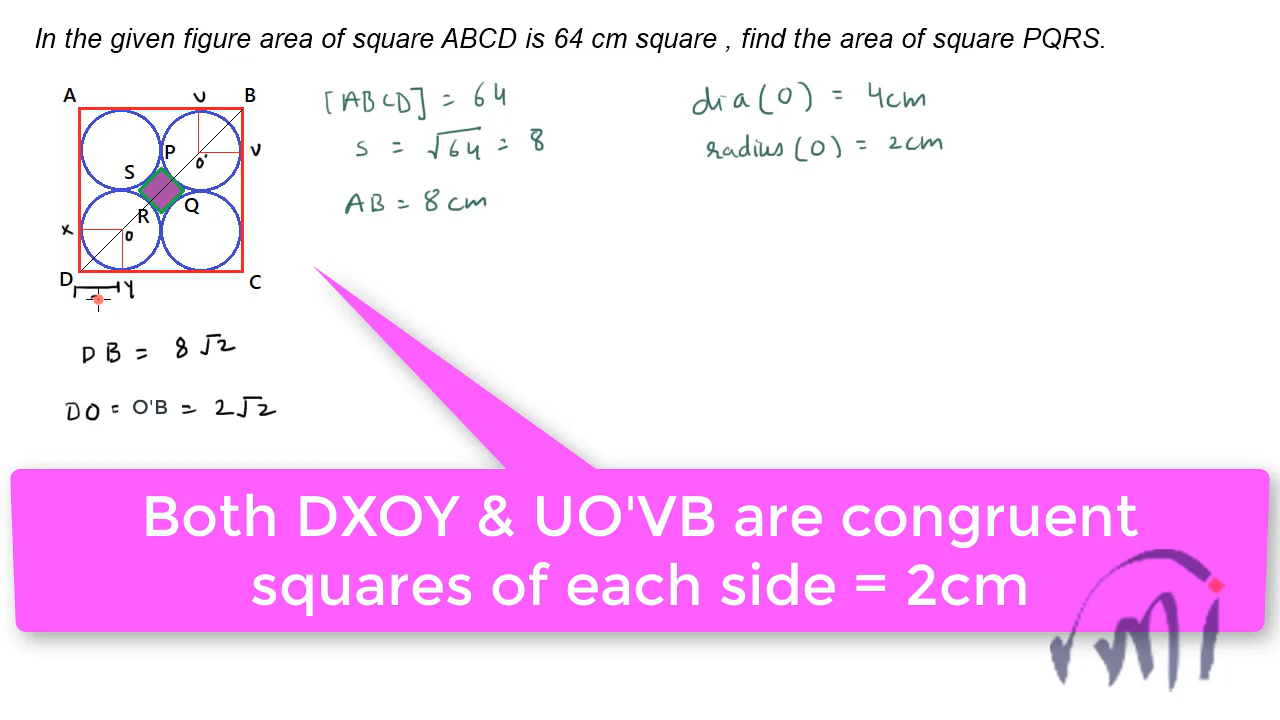 In the given figure area of square ABCD is 64 cm square , find the area of square PQRS.
A U B
P V
O'
S
R Q
X O
D Y C
[ABCD] = 64
S = √64 = 8
AB = 8cm
dia(O) = 4cm
radius(O) = 2cm
DB = 8√2
DO = O'B = 2√2
Both DXOY & UO'VB are congruent
squares of each side = 2cm
rmi